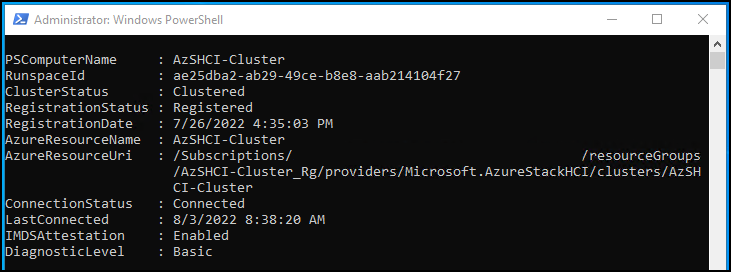 Administrator: Windows PowerShell
PSComputerName : AzSHCI-Cluster
RunspaceId : ae25dba2-ab29-49ce-b8e8-aab214104f27
ClusterStatus : Clustered
RegistrationStatus : Registered
RegistrationDate : 7/26/2022 4:35:03 PM
AzureResourceName : AzSHCI-Cluster
AzureResourceUri : /Subscriptions/ /resourceGroups
/AzSHCI-Cluster_Rg/providers/Microsoft.AzureStackHCI/clusters/AzSH
CI-Cluster
ConnectionStatus : Connected
LastConnected : 8/3/2022 8:38:20 AM
IMDSAttestation : Enabled
DiagnosticLevel : Basic